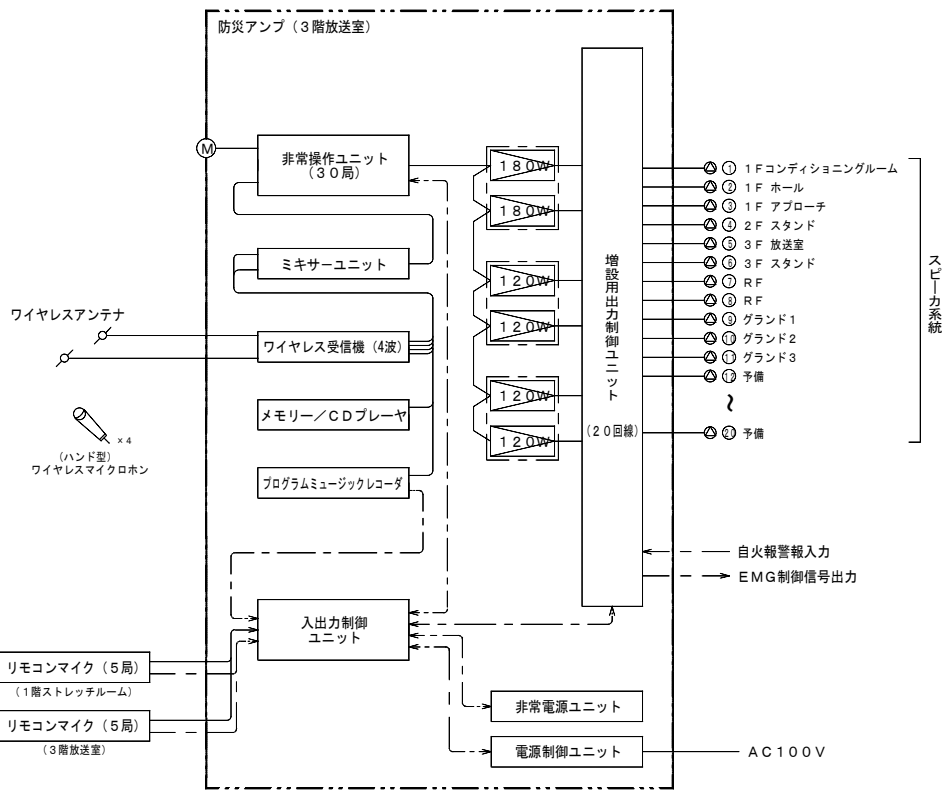 防災アンプ（３階放送室）
Ｍ
非常操作ユニット
（３０局）
ミキサーユニット
ワイヤレスアンテナ
ワイヤレス受信機（4波）
メモリー／ＣＤプレーヤ
×４
（ハンド型）
ワイヤレスマイクロホン
プログラムミュージックレコーダ
入出力制御
ユニット
リモコンマイク（５局）
（１階ストレッチルーム）
リモコンマイク（５局）
（３階放送室）
１８０Ｗ
１８０Ｗ
１２０Ｗ
１２０Ｗ
１２０Ｗ
１２０Ｗ
増設用出力制御ユニット
（２０回線）
① １Ｆコンディショニングルーム
② １Ｆ ホール
③ １Ｆ アプローチ
④ ２Ｆ スタンド
⑤ ３Ｆ 放送室
⑥ ３Ｆ スタンド
⑦ ＲＦ
⑧ ＲＦ
⑨ グランド１
⑩ グランド２
⑪ グランド３
⑫ 予備
〜
⑳ 予備
スピーカ系統
自火報警報入力
ＥＭＧ制御信号出力
非常電源ユニット
電源制御ユニット
ＡＣ１００Ｖ